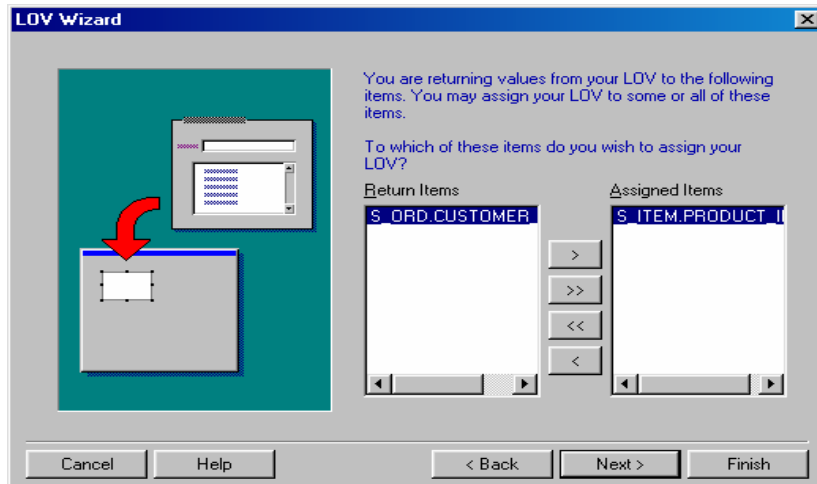 LOV Wizard
You are returning values from your LOV to the following
items. You may assign your LOV to some or all of these
items.
To which of these items do you wish to assign your
LOV?
Return Items
Assigned Items
S_ORD.CUSTOMER_
S_ITEM.PRODUCT_I
>
>>
<<
<
Cancel
Help
< Back
Next >
Finish